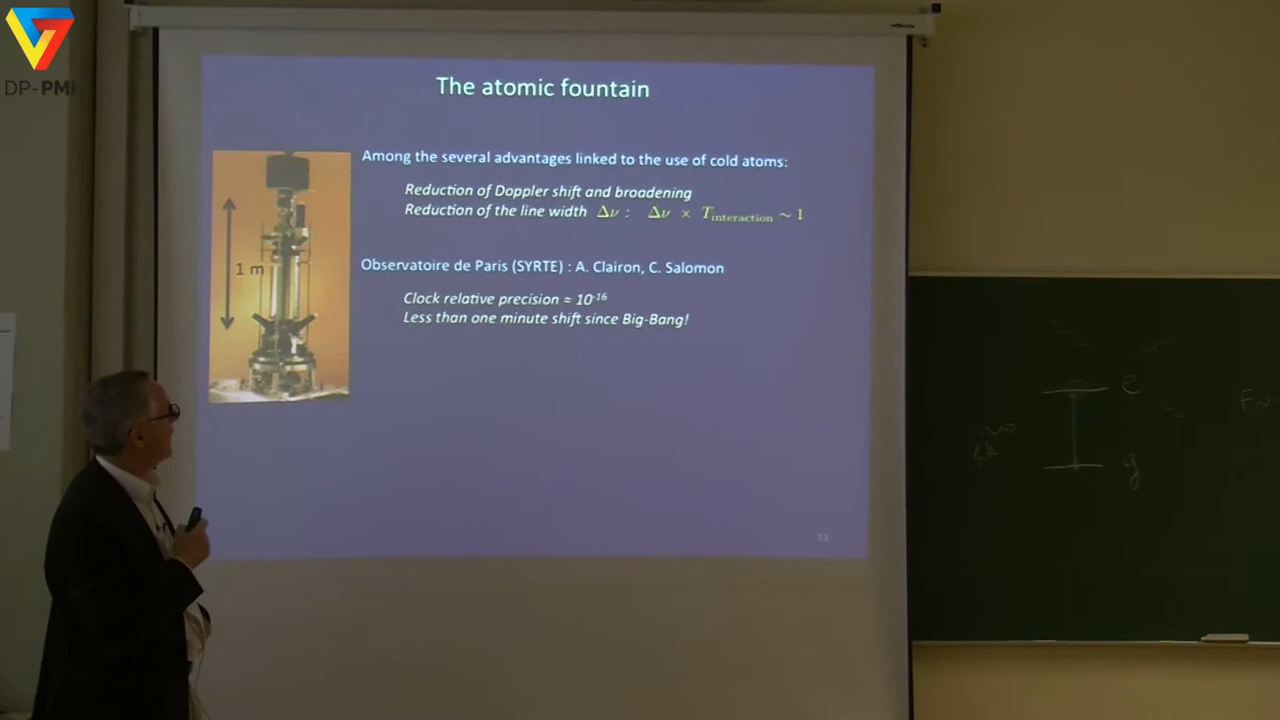 DP-PMI
The atomic fountain
Among the several advantages linked to the use of cold atoms:
Reduction of Doppler shift and broadening
Reduction of the line width Δν : Δν × T_interaction ~ 1
1 m
Observatoire de Paris (SYRTE) : A. Clairon, C. Salomon
Clock relative precision = 10⁻¹⁶
Less than one minute shift since Big-Bang!
e
g